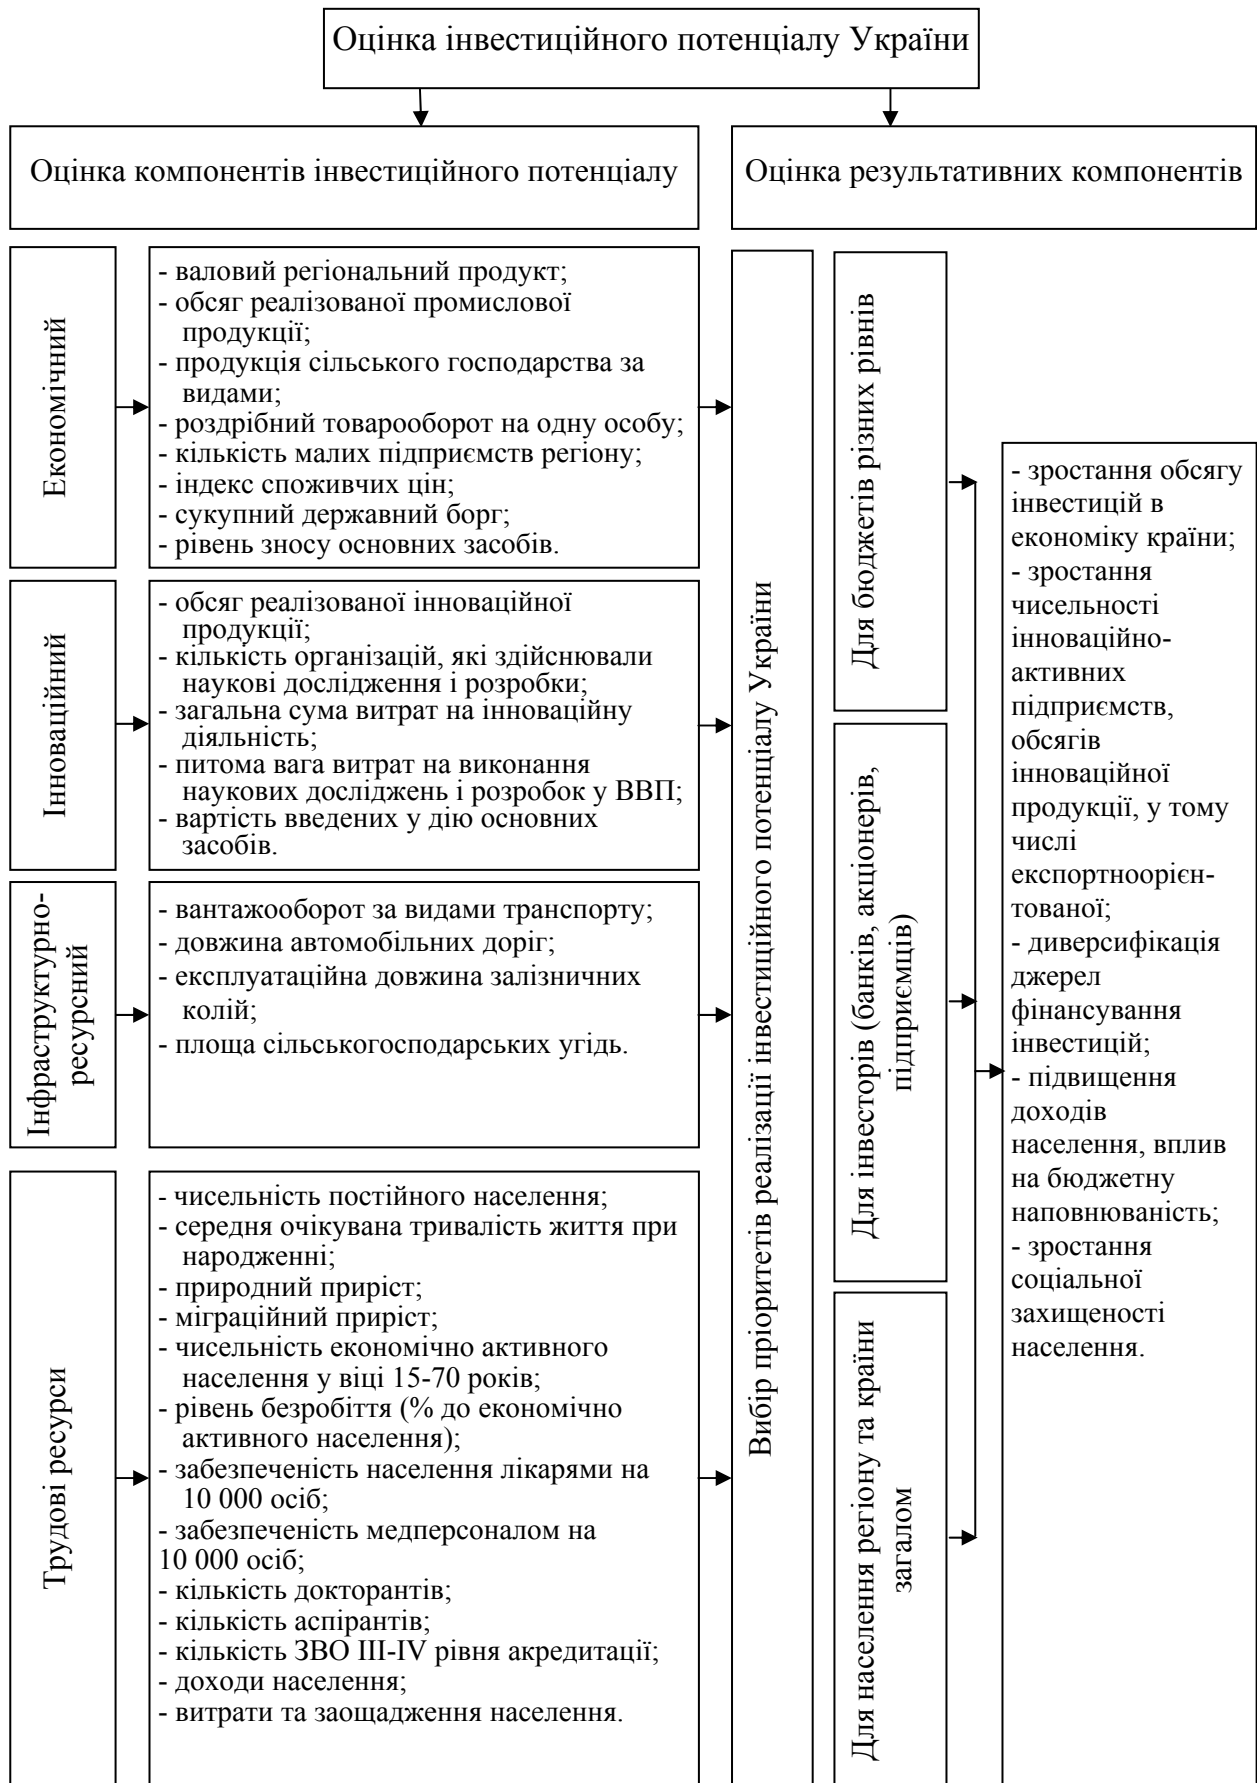 Оцінка інвестиційного потенціалу України
Оцінка компонентів інвестиційного потенціалу
Оцінка результативних компонентів
Економічний
- валовий регіональний продукт;
- обсяг реалізованої промислової
продукції;
- продукція сільського господарства за
видами;
- роздрібний товарооборот на одну особу;
- кількість малих підприємств регіону;
- індекс споживчих цін;
- сукупний державний борг;
- рівень зносу основних засобів.
Інноваційний
- обсяг реалізованої інноваційної
продукції;
- кількість організацій, які здійснювали
наукові дослідження і розробки;
- загальна сума витрат на інноваційну
діяльність;
- питома вага витрат на виконання
наукових досліджень і розробок у ВВП;
- вартість введених у дію основних
засобів.
Інфраструктурно-
ресурсний
- вантажооборот за видами транспорту;
- довжина автомобільних доріг;
- експлуатаційна довжина залізничних
колій;
- площа сільськогосподарських угідь.
Трудові ресурси
- чисельність постійного населення;
- середня очікувана тривалість життя при
народженні;
- природний приріст;
- міграційний приріст;
- чисельність економічно активного
населення у віці 15-70 років;
- рівень безробіття (% до економічно
активного населення);
- забезпеченість населення лікарями на
10 000 осіб;
- забезпеченість медперсоналом на
10 000 осіб;
- кількість докторантів;
- кількість аспірантів;
- кількість ЗВО III-IV рівня акредитації;
- доходи населення;
- витрати та заощадження населення.
Вибір пріоритетів реалізації інвестиційного потенціалу України
Для бюджетів різних рівнів
Для інвесторів (банків, акціонерів,
підприємців)
Для населення регіону та країни
загалом
- зростання обсягу
інвестицій в
економіку країни;
- зростання
чисельності
інноваційно-
активних
підприємств,
обсягів
інноваційної
продукції, у тому
числі
експортноорієн-
тованої;
- диверсифікація
джерел
фінансування
інвестицій;
- підвищення
доходів
населення, вплив
на бюджетну
наповнюваність;
- зростання
соціальної
захищеності
населення.